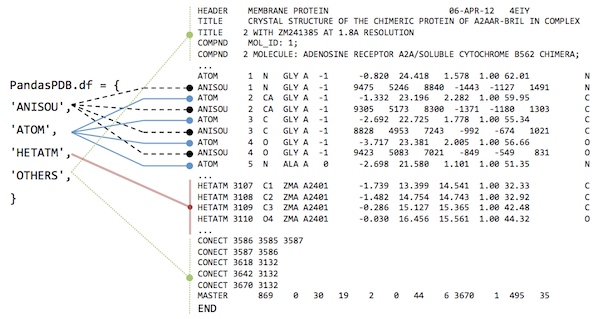 PandasPDB.df = {
'ANISOU',
'ATOM',
'HETATM',
'OTHERS',
}
HEADER MEMBRANE PROTEIN 06-APR-12 4EIY
TITLE CRYSTAL STRUCTURE OF THE CHIMERIC PROTEIN OF A2AAR-BRIL IN COMPLEX
TITLE 2 WITH ZM241385 AT 1.8A RESOLUTION
COMPND MOL_ID: 1;
COMPND 2 MOLECULE: ADENOSINE RECEPTOR A2A/SOLUBLE CYTOCHROME B562 CHIMERA;
...
ATOM 1 N GLY A -1 -0.820 24.418 1.578 1.00 62.01 N
ANISOU 1 N GLY A -1 9475 5246 8840 -1443 -1127 1491 N
ATOM 2 CA GLY A -1 -1.332 23.196 2.282 1.00 59.95 C
ANISOU 2 CA GLY A -1 9305 5173 8300 -1371 -1180 1303 C
ATOM 3 C GLY A -1 -2.692 22.725 1.778 1.00 55.34 C
ANISOU 3 C GLY A -1 8828 4953 7243 -992 -674 1021 C
ATOM 4 O GLY A -1 -3.717 23.381 2.005 1.00 56.66 O
ANISOU 4 O GLY A -1 9423 5083 7021 -849 -549 831 O
ATOM 5 N ALA A 0 -2.698 21.580 1.101 1.00 51.35 N
...
HETATM 3107 C1 ZMA A2401 -1.739 13.399 14.541 1.00 32.33 C
HETATM 3108 C2 ZMA A2401 -1.482 14.754 14.743 1.00 32.92 C
HETATM 3109 C3 ZMA A2401 -0.286 15.127 15.365 1.00 42.48 C
HETATM 3110 O4 ZMA A2401 -0.030 16.456 15.561 1.00 44.32 O
...
CONECT 3586 3585 3587
CONECT 3587 3586
CONECT 3618 3132
CONECT 3642 3132
CONECT 3670 3132
MASTER 869 0 30 19 2 0 44 6 3670 1 495 35
END